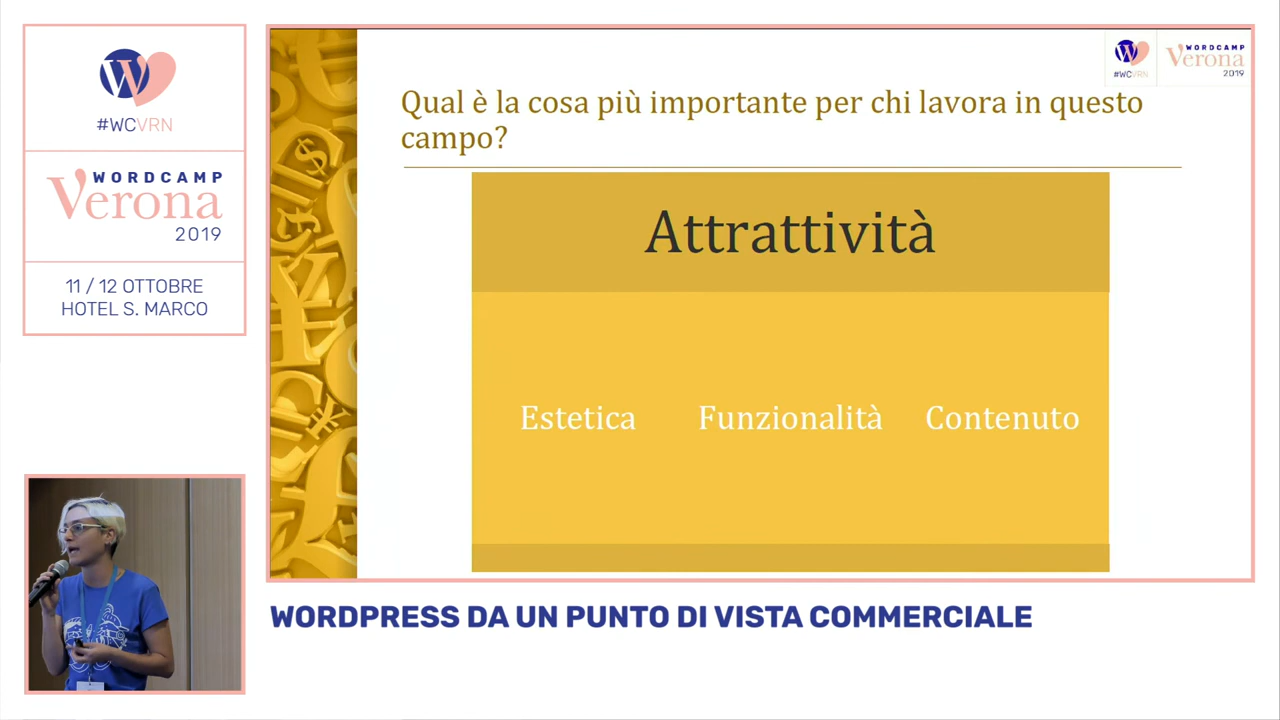 #WCVRN
WORDCAMP
Verona
2019
11 / 12 OTTOBRE
HOTEL S. MARCO
#WCVRN
WORDCAMP
Verona
2019
Qual è la cosa più importante per chi lavora in questo
campo?
Attrattività
Estetica Funzionalità Contenuto
WORDPRESS DA UN PUNTO DI VISTA COMMERCIALE